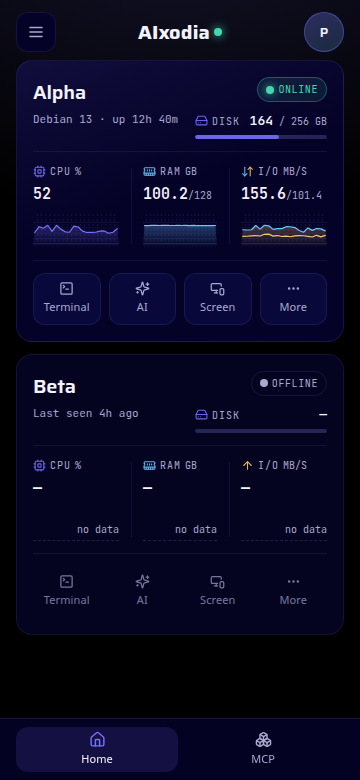 AIxodia
P
Alpha
ONLINE
Debian 13 · up 12h 40m
DISK 164 / 256 GB
CPU % RAM GB I/O MB/S
52 100.2/128 155.6/101.4
Terminal AI Screen More
Beta
OFFLINE
Last seen 4h ago
DISK —
CPU % RAM GB I/O MB/S
— — —
no data no data no data
Terminal AI Screen More
Home MCP